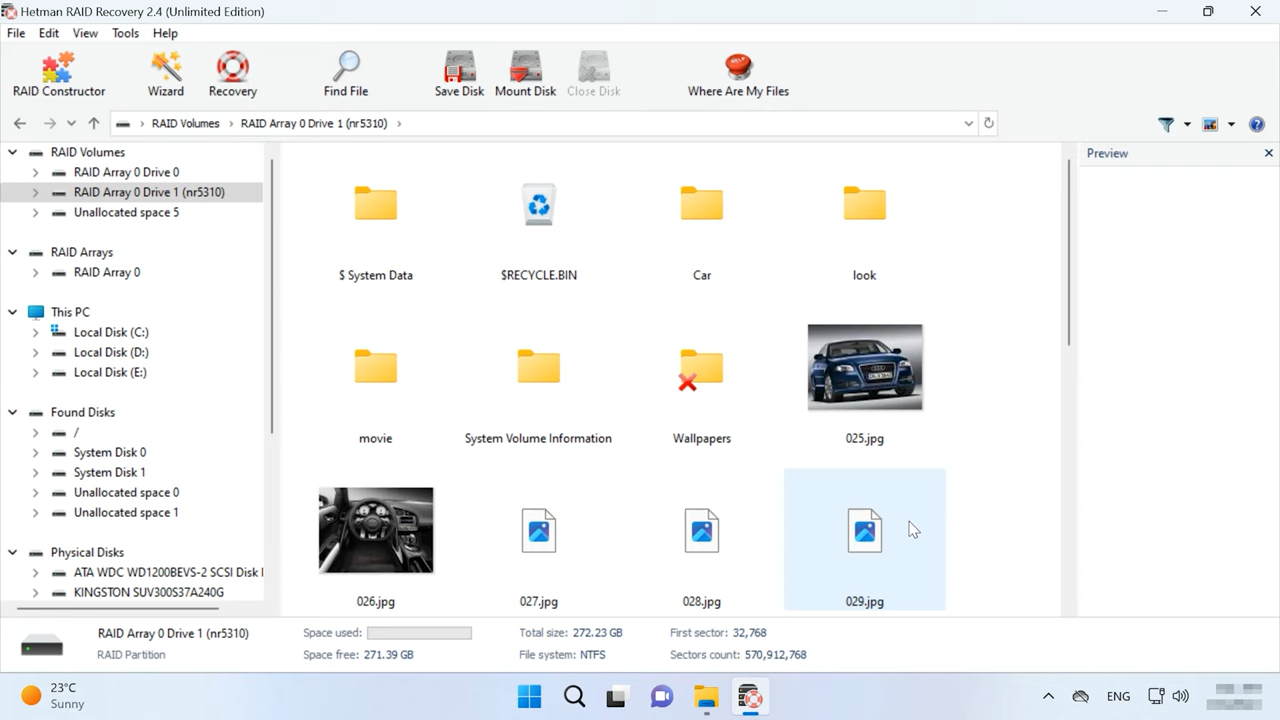 Hetman RAID Recovery 2.4 (Unlimited Edition)
File Edit View Tools Help
RAID Constructor Wizard Recovery Find File Save Disk Mount Disk Close Disk Where Are My Files
RAID Volumes > RAID Array 0 Drive 1 (nr5310) >
RAID Volumes
RAID Array 0 Drive 0
RAID Array 0 Drive 1 (nr5310)
Unallocated space 5
RAID Arrays
RAID Array 0
This PC
Local Disk (C:)
Local Disk (D:)
Local Disk (E:)
Found Disks
/
System Disk 0
System Disk 1
Unallocated space 0
Unallocated space 1
Physical Disks
ATA WDC WD1200BEVS-2 SCSI Disk
KINGSTON SUV300S37A240G
$ System Data $RECYCLE.BIN Car look
movie System Volume Information Wallpapers 025.jpg
026.jpg 027.jpg 028.jpg 029.jpg
Preview
RAID Array 0 Drive 1 (nr5310) Space used: Total size: 272.23 GB First sector: 32,768
RAID Partition Space free: 271.39 GB File system: NTFS Sectors count: 570,912,768
23°C
Sunny
ENG